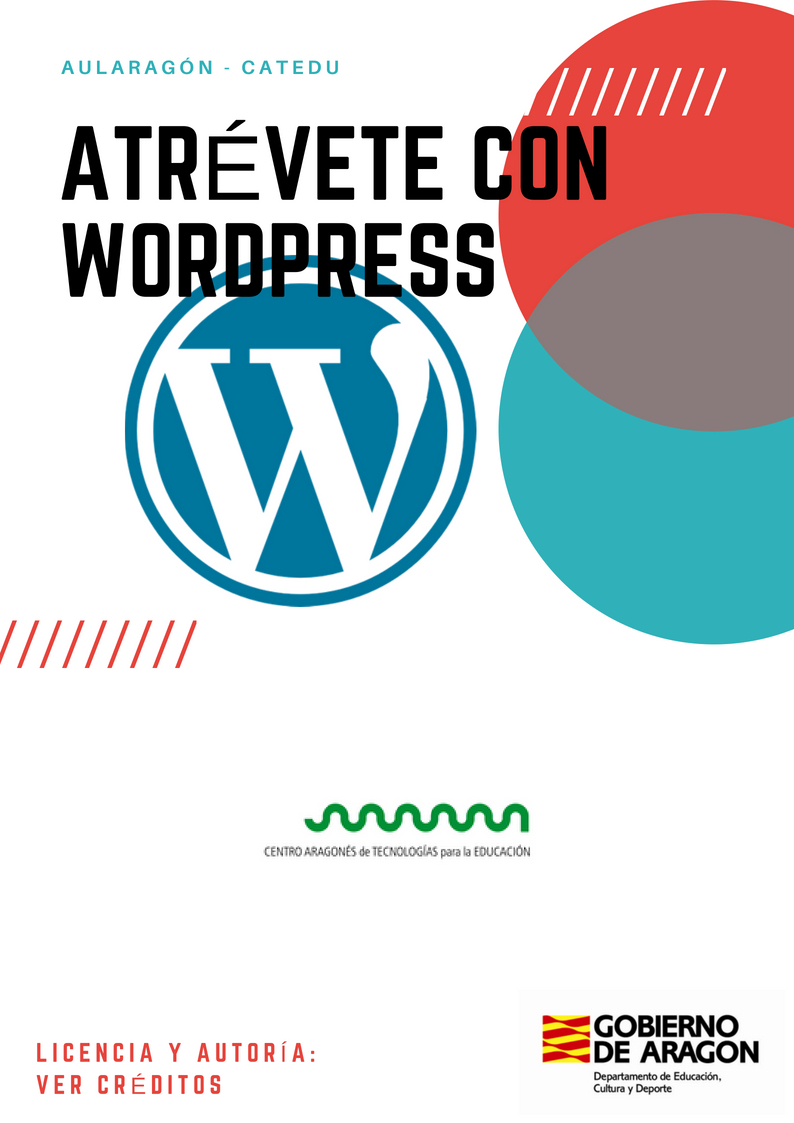 AULARAGÓN - CATEDU
ATRÉVETE CON
WORDPRESS
CENTRO ARAGONÉS de TECNOLOGÍAS para la EDUCACIÓN
GOBIERNO
DE ARAGON
Departamento de Educación,
Cultura y Deporte
LICENCIA Y AUTORÍA:
VER CRÉDITOS